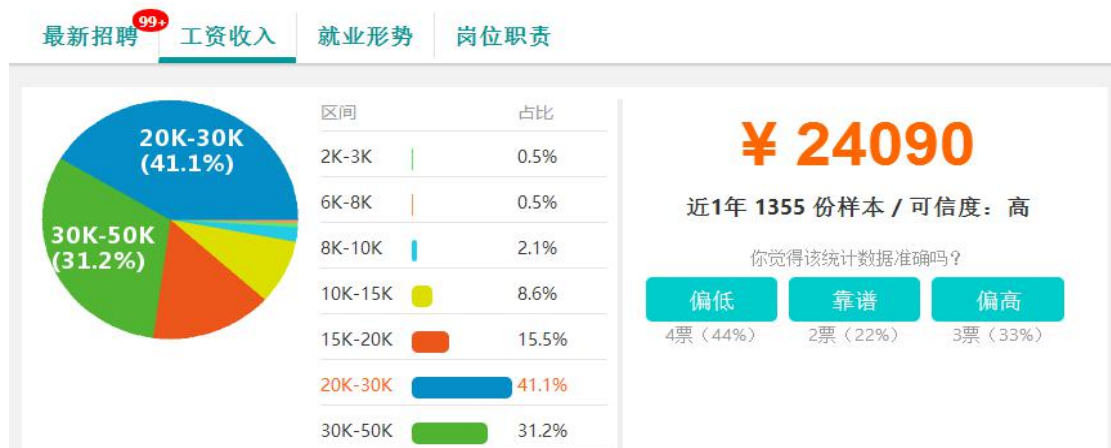 最新招聘 99+ 工资收入 就业形势 岗位职责
20K-30K
(41.1%)
30K-50K
(31.2%)
区间 占比
2K-3K 0.5%
6K-8K 0.5%
8K-10K 2.1%
10K-15K 8.6%
15K-20K 15.5%
20K-30K 41.1%
30K-50K 31.2%
¥ 24090
近1年 1355 份样本 / 可信度：高
你觉得该统计数据准确吗？
偏低 靠谱 偏高
4票（44%） 2票（22%） 3票（33%）